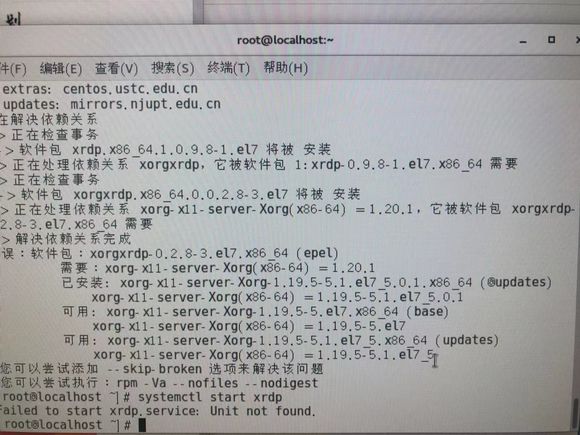 划
root@localhost:~
件(F) 编辑(E) 查看(V) 搜索(S) 终端(T) 帮助(H)
extras: centos.ustc.edu.cn
updates: mirrors.njupt.edu.cn
在解决依赖关系
> 正在检查事务
-> 软件包 xrdp.x86_64.1.0.9.8-1.el7 将被 安装
> 正在处理依赖关系 xorgxrdp，它被软件包 1:xrdp-0.9.8-1.el7.x86_64 需要
> 正在检查事务
-> 软件包 xorgxrdp.x86_64.0.0.2.8-3.el7 将被 安装
> 正在处理依赖关系 xorg-x11-server-Xorg(x86-64) = 1.20.1，它被软件包 xorgxrdp-
2.8-3.el7.x86_64 需要
> 解决依赖关系完成
误：软件包：xorgxrdp-0.2.8-3.el7.x86_64 (epel)
需要：xorg-x11-server-Xorg(x86-64) = 1.20.1
已安装：xorg-x11-server-Xorg-1.19.5-5.1.el7_5.0.1.x86_64 (@updates)
xorg-x11-server-Xorg(x86-64) = 1.19.5-5.1.el7_5.0.1
可用：xorg-x11-server-Xorg-1.19.5-5.el7.x86_64 (base)
xorg-x11-server-Xorg(x86-64) = 1.19.5-5.el7
可用：xorg-x11-server-Xorg-1.19.5-5.1.el7_5.x86_64 (updates)
xorg-x11-server-Xorg(x86-64) = 1.19.5-5.1.el7_5
您可以尝试添加 --skip-broken 选项来解决该问题
您可以尝试执行：rpm -Va --nofiles --nodigest
root@localhost ~]# systemctl start xrdp
Failed to start xrdp.service: Unit not found.
root@localhost ~]#